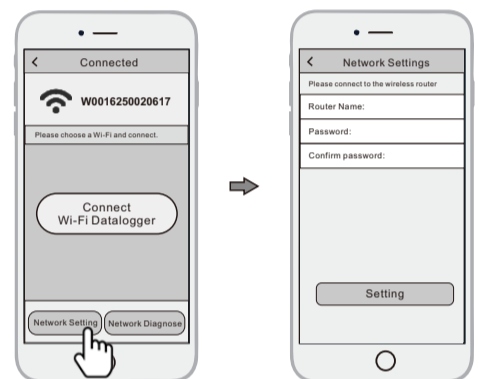 < Connected
W0016250020617
Please choose a Wi-Fi and connect.
Connect
Wi-Fi Datalogger
Network Setting
Network Diagnose
< Network Settings
Please connect to the wireless router
Router Name:
Password:
Confirm password:
Setting